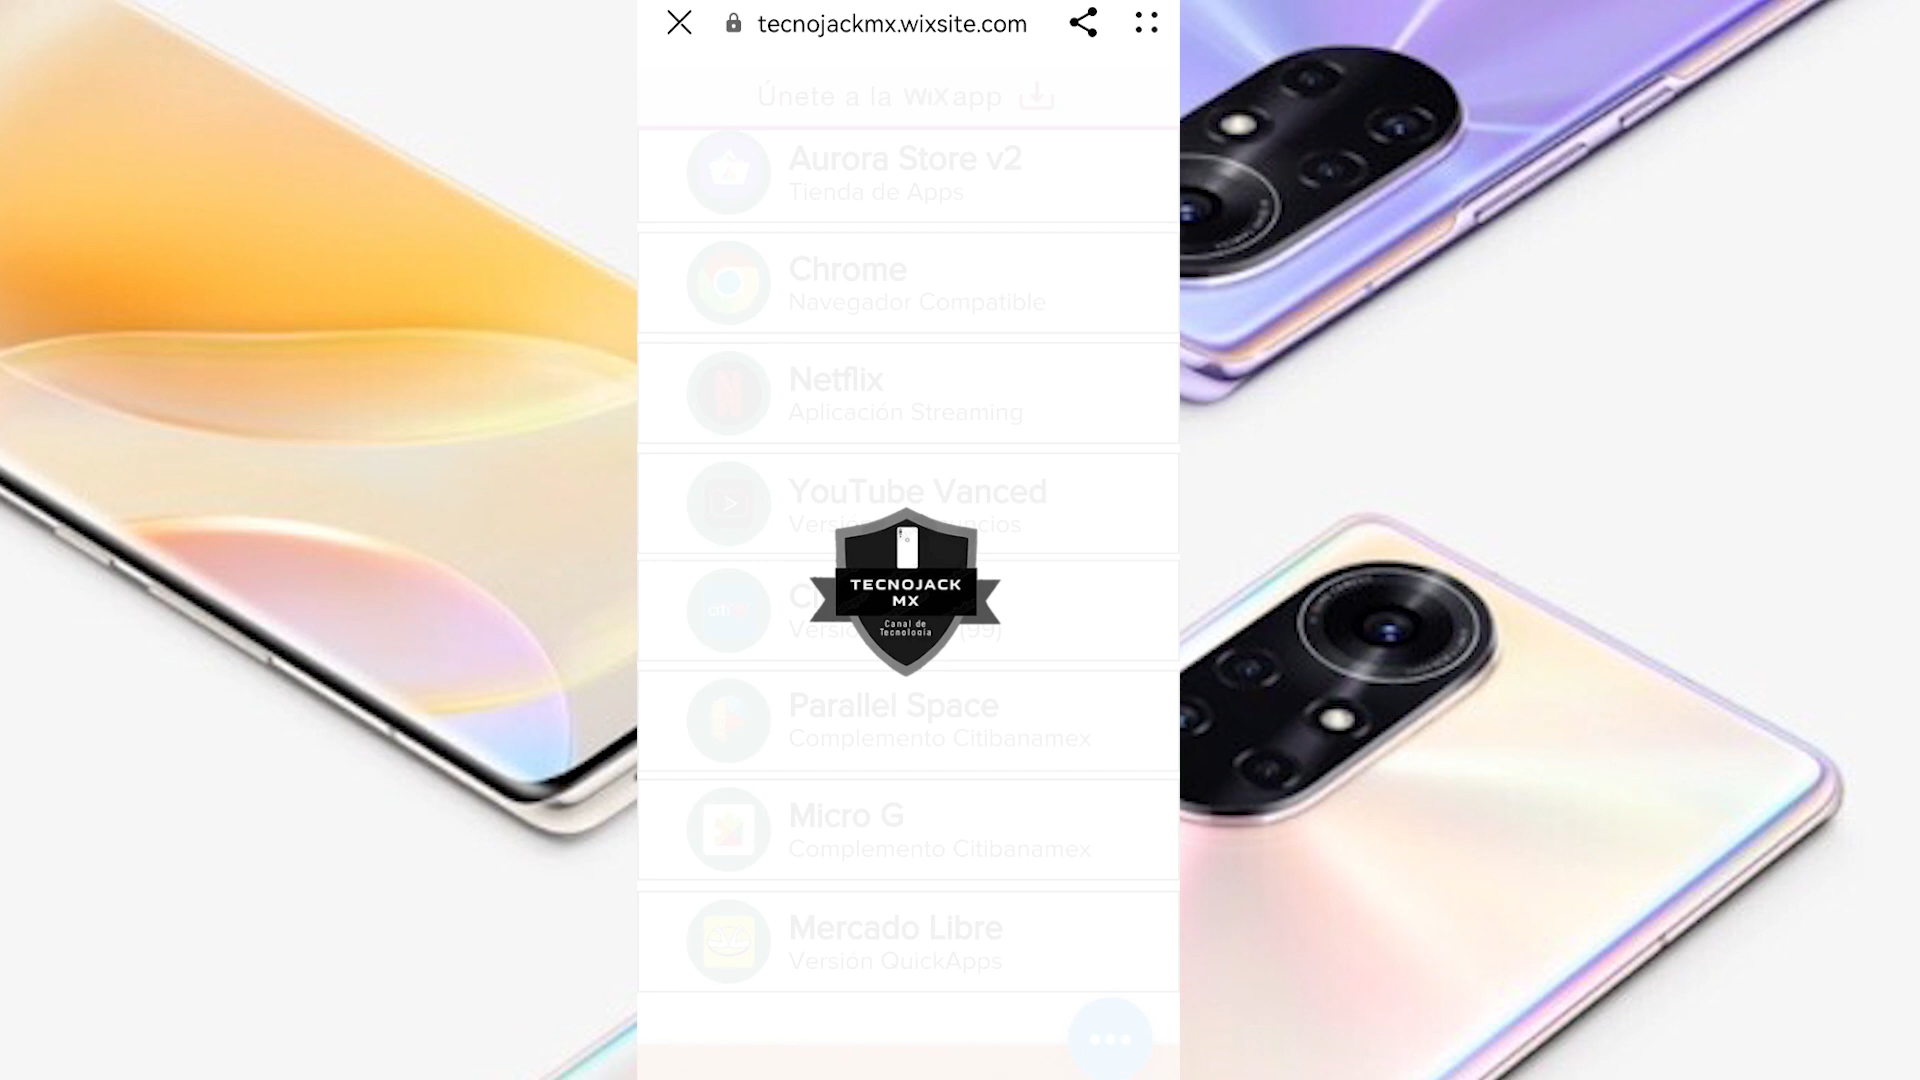 tecnojackmx.wixsite.com
Únete a la WiX app
Aurora Store v2
Tienda de Apps
Chrome
Navegador Compatible
Netflix
Aplicación Streaming
YouTube Vanced
TECNOJACK
MX
Canal de
Tecnología
(99)
Parallel Space
Complemento Citibanamex
Micro G
Complemento Citibanamex
Mercado Libre
Versión QuickApps